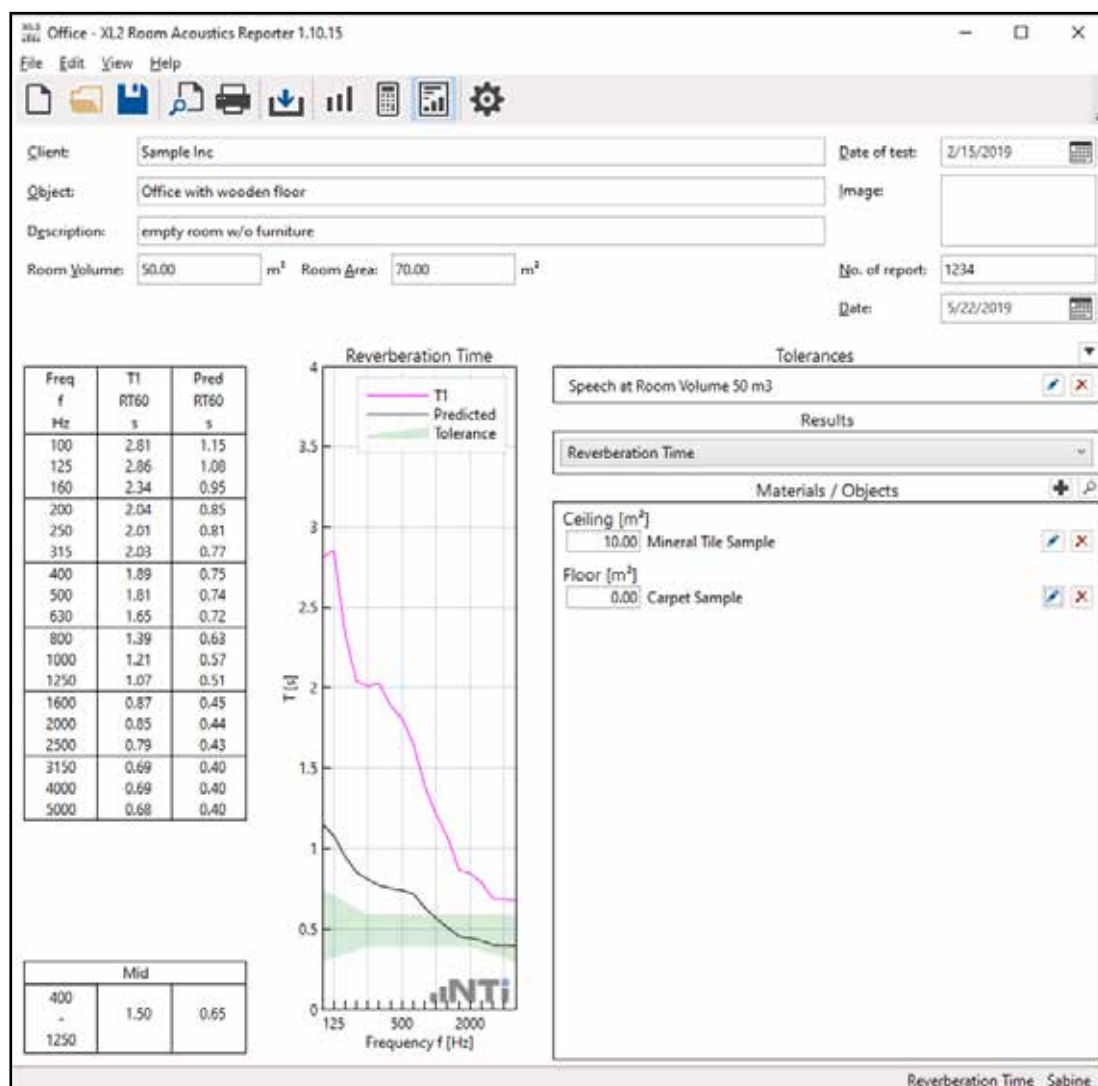 Office - XL2 Room Acoustics Reporter 1.10.15
File Edit View Help
Client: Sample Inc Date of test: 2/15/2019
Object: Office with wooden floor Image:
Description: empty room w/o furniture
Room Volume: 50.00 m³ Room Area: 70.00 m² No. of report: 1234
Date: 5/22/2019
Freq T1 Pred
f RT60 RT60
Hz s s
100 2.81 1.15
125 2.86 1.08
160 2.34 0.95
200 2.04 0.85
250 2.01 0.81
315 2.03 0.77
400 1.89 0.75
500 1.81 0.74
630 1.65 0.72
800 1.39 0.63
1000 1.21 0.57
1250 1.07 0.51
1600 0.87 0.45
2000 0.85 0.44
2500 0.79 0.43
3150 0.69 0.40
4000 0.69 0.40
5000 0.68 0.40
Mid
400
- 1.50 0.65
1250
Reverberation Time
T1
Predicted
Tolerance
4
3.5
3
2.5
2
1.5
1
0.5
0
T [s]
125 500 2000
Frequency f [Hz]
NTi
Tolerances
Speech at Room Volume 50 m3
Results
Reverberation Time
Materials / Objects
Ceiling [m²]
10.00 Mineral Tile Sample
Floor [m²]
0.00 Carpet Sample
Reverberation Time Sabine